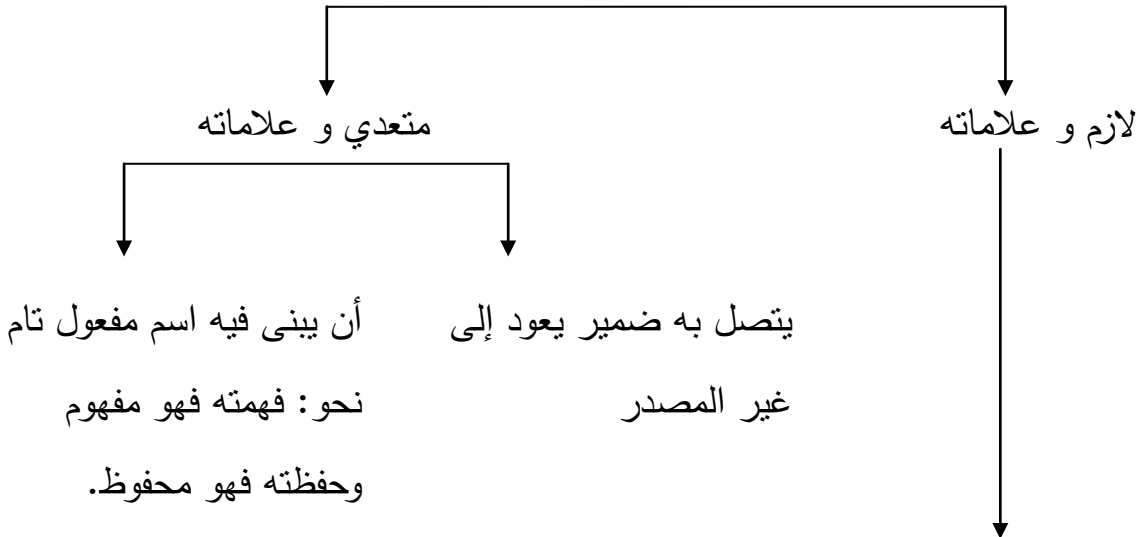 لازم و علاماته
متعدي و علاماته
يتصل به ضمير يعود إلى
غير المصدر
أن يبنى فيه اسم مفعول تام
نحو: فهمته فهو مفهوم
وحفظته فهو محفوظ.